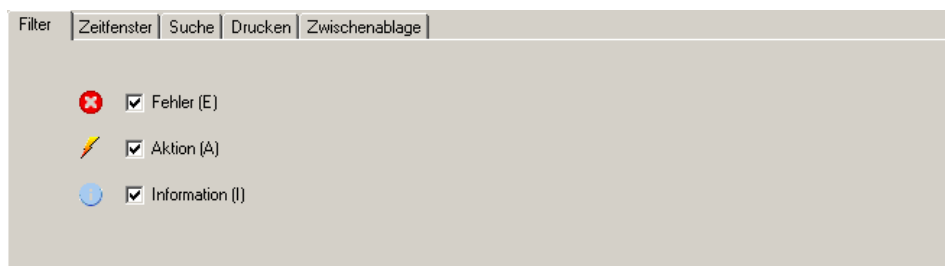 Filter Zeitfenster Suche Drucken Zwischenablage
Fehler (E)
Aktion (A)
Information (I)